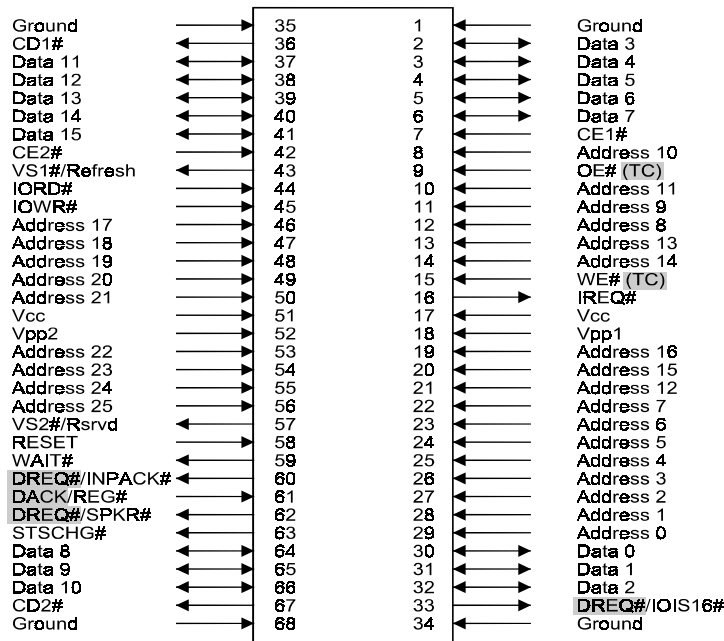 Ground 35 1 Ground
CD1# 36 2 Data 3
Data 11 37 3 Data 4
Data 12 38 4 Data 5
Data 13 39 5 Data 6
Data 14 40 6 Data 7
Data 15 41 7 CE1#
CE2# 42 8 Address 10
VS1#/Refresh 43 9 OE# (TC)
IORD# 44 10 Address 11
IOWR# 45 11 Address 9
Address 17 46 12 Address 8
Address 18 47 13 Address 13
Address 19 48 14 Address 14
Address 20 49 15 WE# (TC)
Address 21 50 16 IREQ#
Vcc 51 17 Vcc
Vpp2 52 18 Vpp1
Address 22 53 19 Address 16
Address 23 54 20 Address 15
Address 24 55 21 Address 12
Address 25 56 22 Address 7
VS2#/Rsrvd 57 23 Address 6
RESET 58 24 Address 5
WAIT# 59 25 Address 4
DREQ#/INPACK# 60 26 Address 3
DACK/REG# 61 27 Address 2
DREQ#/SPKR# 62 28 Address 1
STSCHG# 63 29 Address 0
Data 8 64 30 Data 0
Data 9 65 31 Data 1
Data 10 66 32 Data 2
CD2# 67 33 DREQ#/IOIS16#
Ground 68 34 Ground